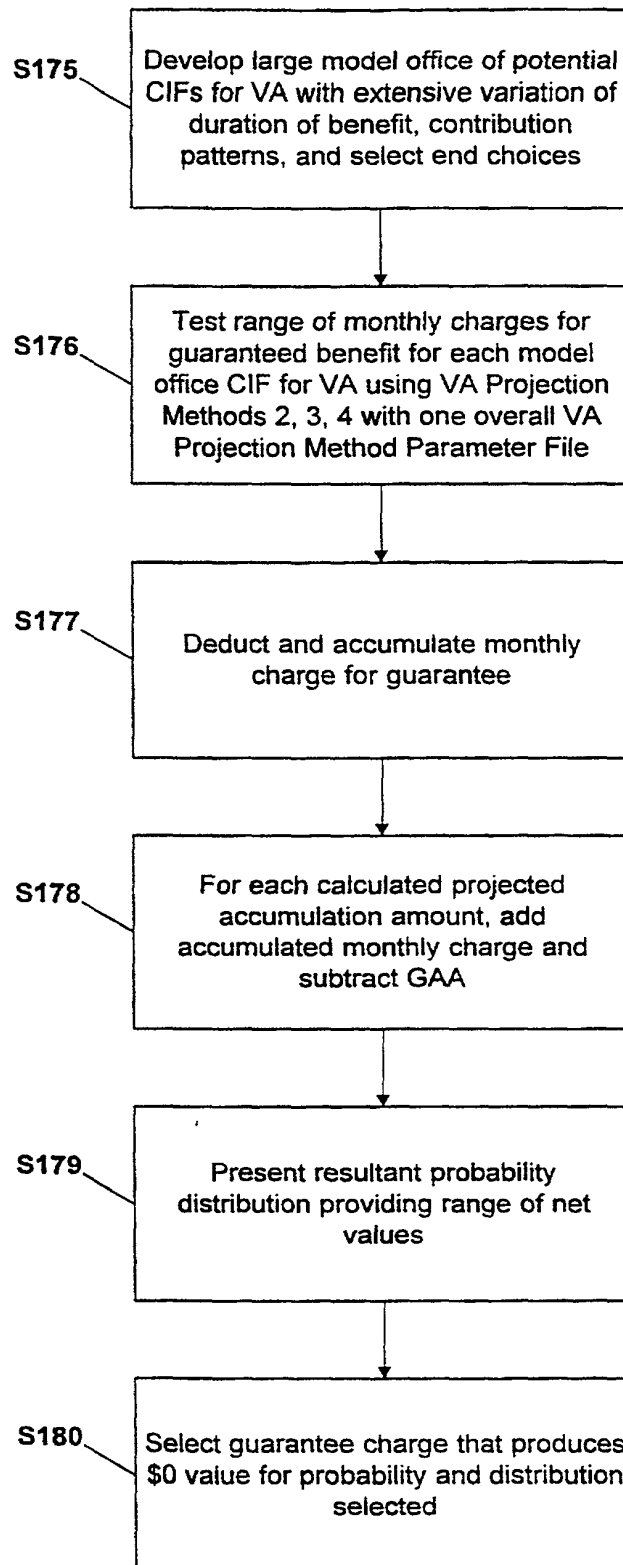 S175
Develop large model office of potential
CIFs for VA with extensive variation of
duration of benefit, contribution
patterns, and select end choices
S176
Test range of monthly charges for
guaranteed benefit for each model
office CIF for VA using VA Projection
Methods 2, 3, 4 with one overall VA
Projection Method Parameter File
S177
Deduct and accumulate monthly
charge for guarantee
S178
For each calculated projected
accumulation amount, add
accumulated monthly charge and
subtract GAA
S179
Present resultant probability
distribution providing range of net
values
S180
Select guarantee charge that produces
$0 value for probability and distribution
selected